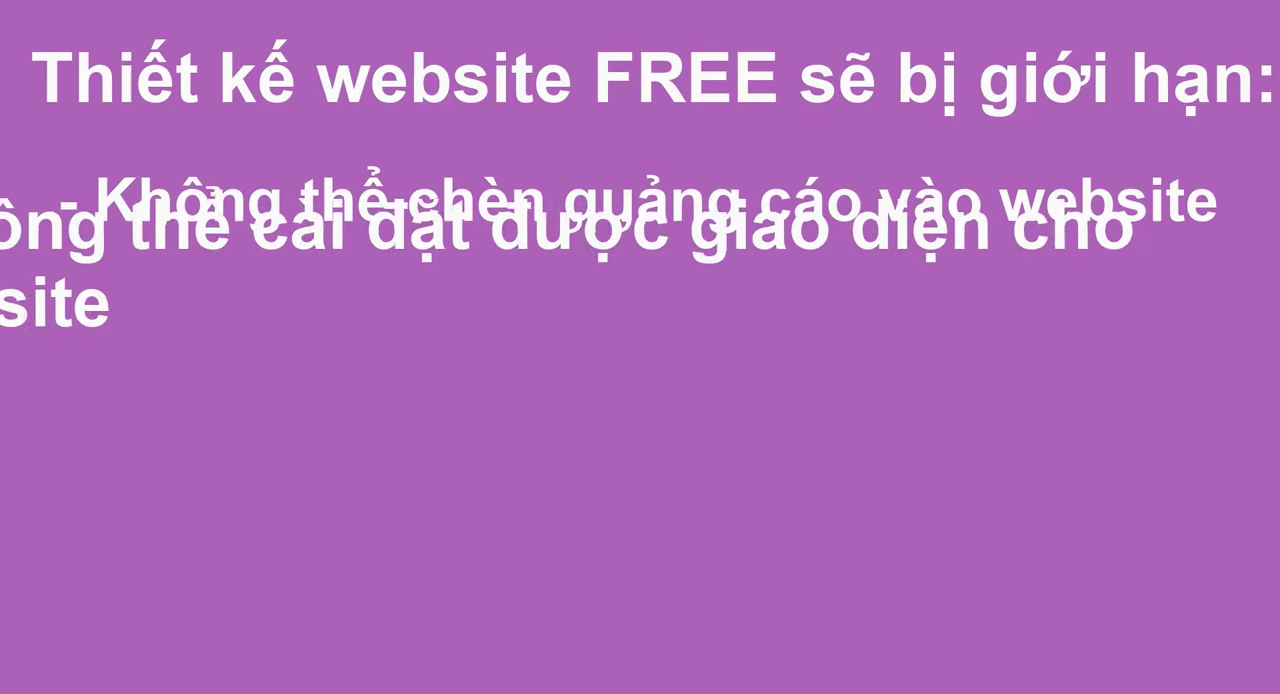 Thiết kế website FREE sẽ bị giới hạn:
- Không thể chèn quảng cáo vào website
ông thể cài đặt được giao diện cho
site